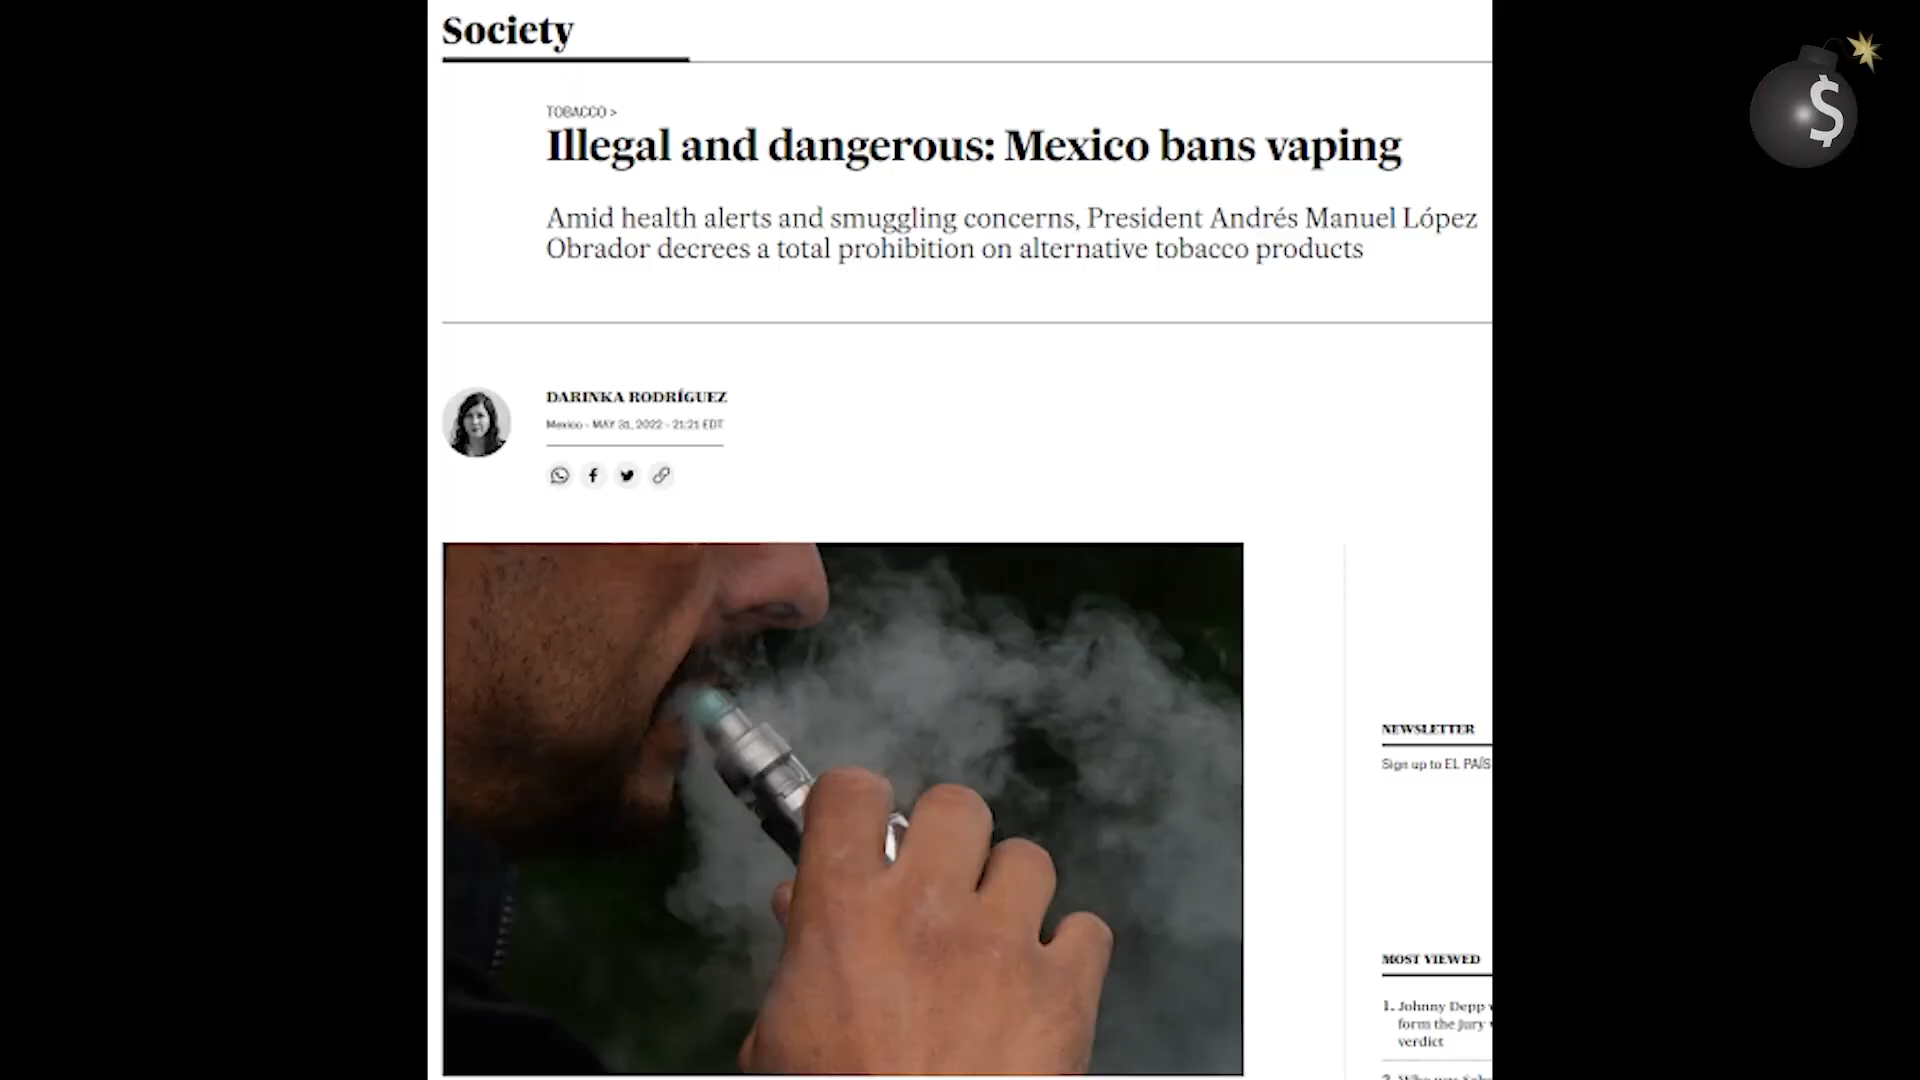 Society
$
TOBACCO >
Illegal and dangerous: Mexico bans vaping
Amid health alerts and smuggling concerns, President Andrés Manuel López
Obrador decrees a total prohibition on alternative tobacco products
DARINKA RODRÍGUEZ
Mexico - MAY 31, 2022 - 21:21 EDT
NEWSLETTER
Sign up to EL PAÍS
MOST VIEWED
1. Johnny Depp
form the Jury
verdict